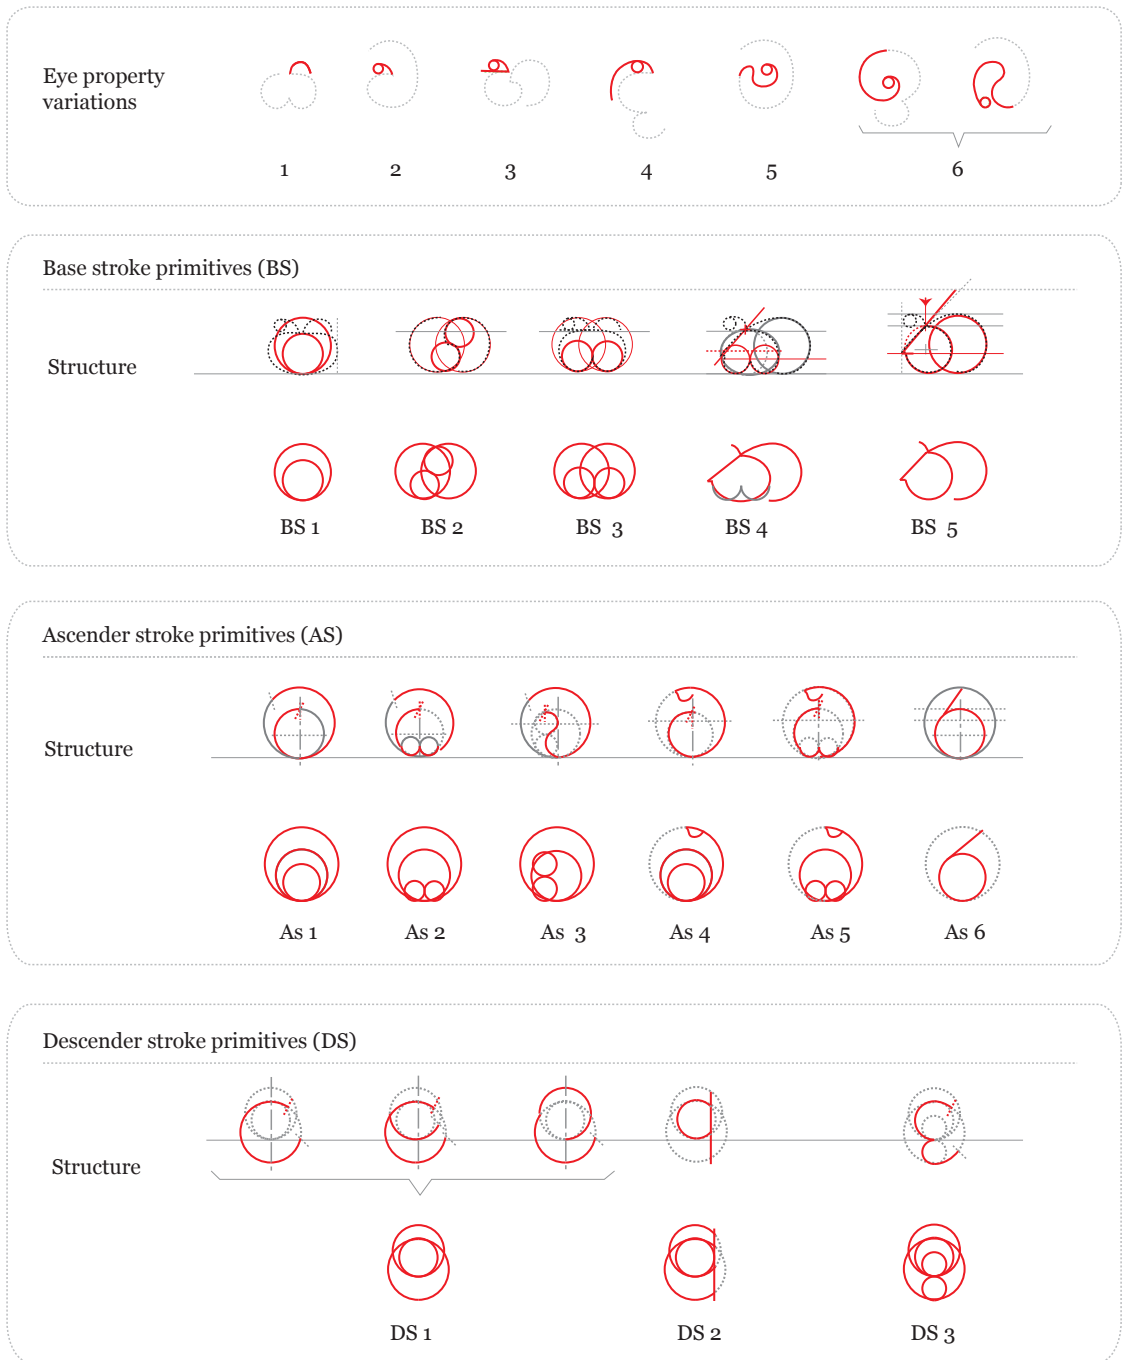 Eye property
variations
1 2 3 4 5 6
Base stroke primitives (BS)
Structure
BS 1 BS 2 BS 3 BS 4 BS 5
Ascender stroke primitives (AS)
Structure
As 1 As 2 As 3 As 4 As 5 As 6
Descender stroke primitives (DS)
Structure
DS 1 DS 2 DS 3